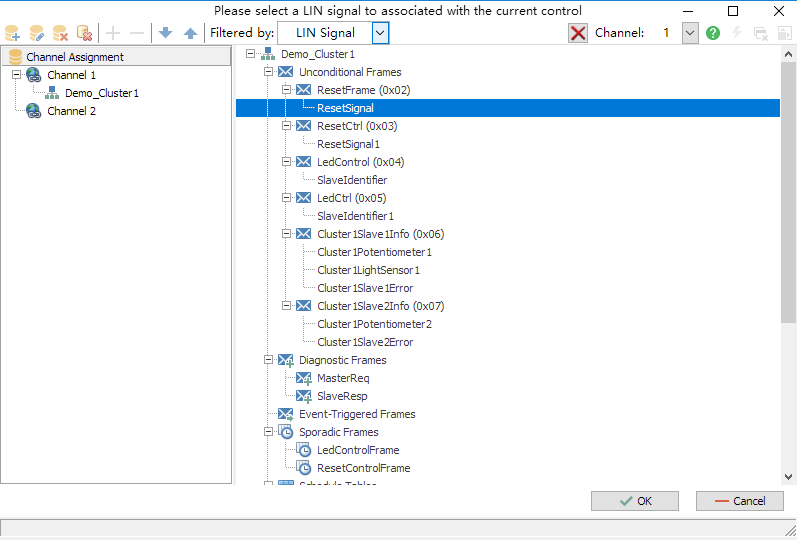 Please select a LIN signal to associated with the current control
Filtered by: LIN Signal Channel: 1
Channel Assignment
Channel 1
Demo_Cluster1
Channel 2
Demo_Cluster1
Unconditional Frames
ResetFrame (0x02)
ResetSignal
ResetCtrl (0x03)
ResetSignal1
LedControl (0x04)
SlaveIdentifier
LedCtrl (0x05)
SlaveIdentifier1
Cluster1Slave1Info (0x06)
Cluster1Potentiometer1
Cluster1LightSensor1
Cluster1Slave1Error
Cluster1Slave2Info (0x07)
Cluster1Potentiometer2
Cluster1Slave2Error
Diagnostic Frames
MasterReq
SlaveResp
Event-Triggered Frames
Sporadic Frames
LedControlFrame
ResetControlFrame
Schedule Tables
OK Cancel